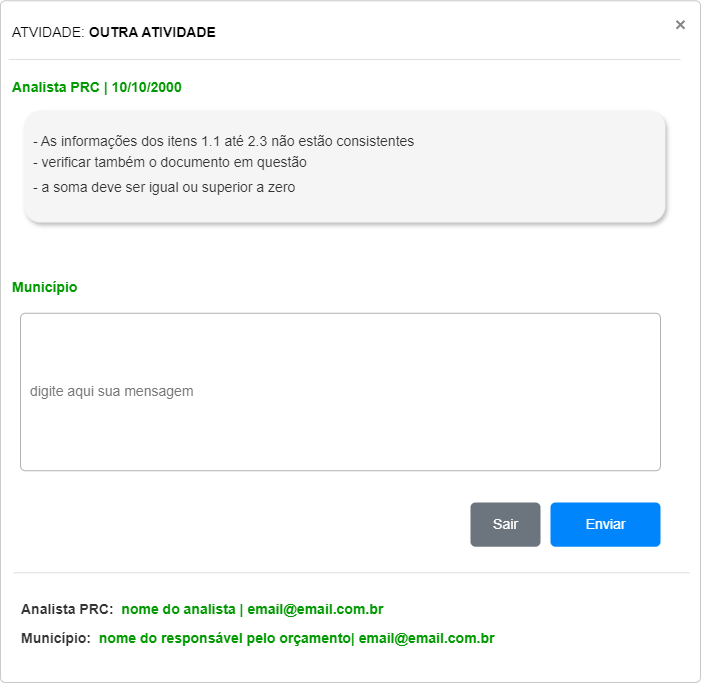 ATVIDADE: OUTRA ATIVIDADE
×
Analista PRC | 10/10/2000
- As informações dos itens 1.1 até 2.3 não estão consistentes
- verificar também o documento em questão
- a soma deve ser igual ou superior a zero
Município
digite aqui sua mensagem
Sair
Enviar
Analista PRC: nome do analista | email@email.com.br
Município: nome do responsável pelo orçamento| email@email.com.br